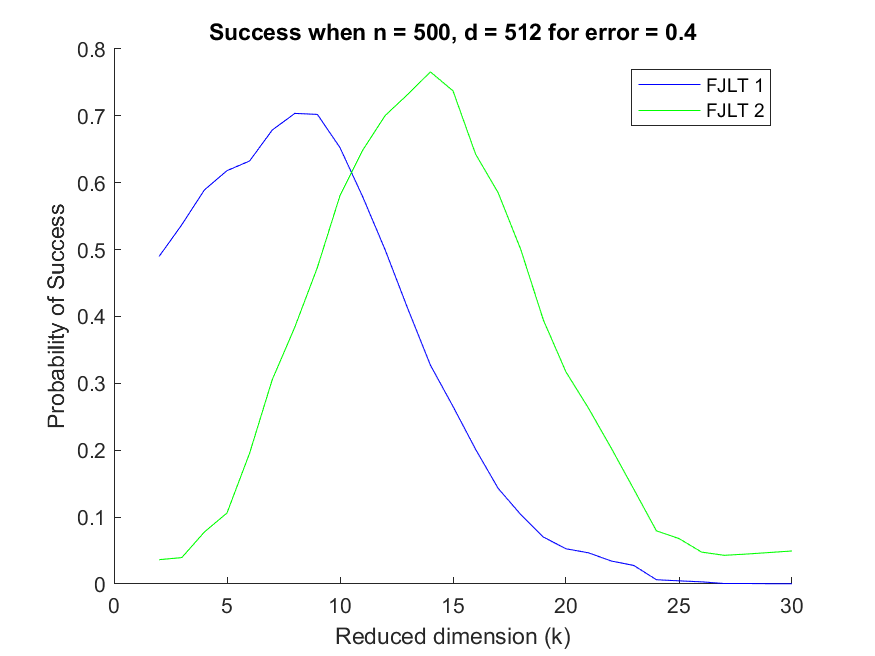 Success when n = 500, d = 512 for error = 0.4
FJLT 1
FJLT 2
0.8
0.7
0.6
0.5
0.4
0.3
0.2
0.1
0
Probability of Success
0 5 10 15 20 25 30
Reduced dimension (k)